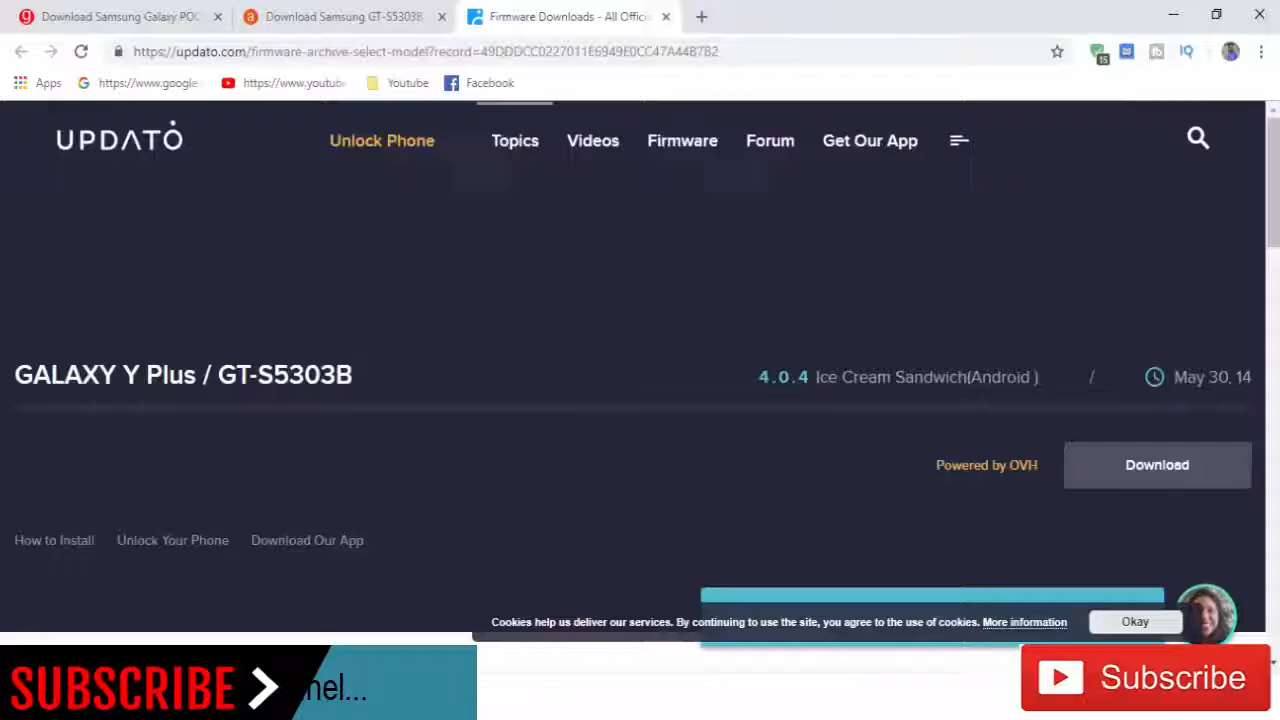 Download Samsung Galaxy POC
Download Samsung GT-S5303B
Firmware Downloads - All Offici
https://updato.com/firmware-archive-select-model?record=49DDDCC0227011E6949E0CC47A44B7B2
15
IQ
Apps
https://www.google
https://www.youtub
Youtube
Facebook
UPDATO
Unlock Phone
Topics
Videos
Firmware
Forum
Get Our App
GALAXY Y Plus / GT-S5303B
4.0.4 Ice Cream Sandwich(Android ) / May 30, 14
Powered by OVH
Download
How to Install
Unlock Your Phone
Download Our App
Cookies help us deliver our services. By continuing to use the site, you agree to the use of cookies. More information
Okay
SUBSCRIBE
nel...
Subscribe